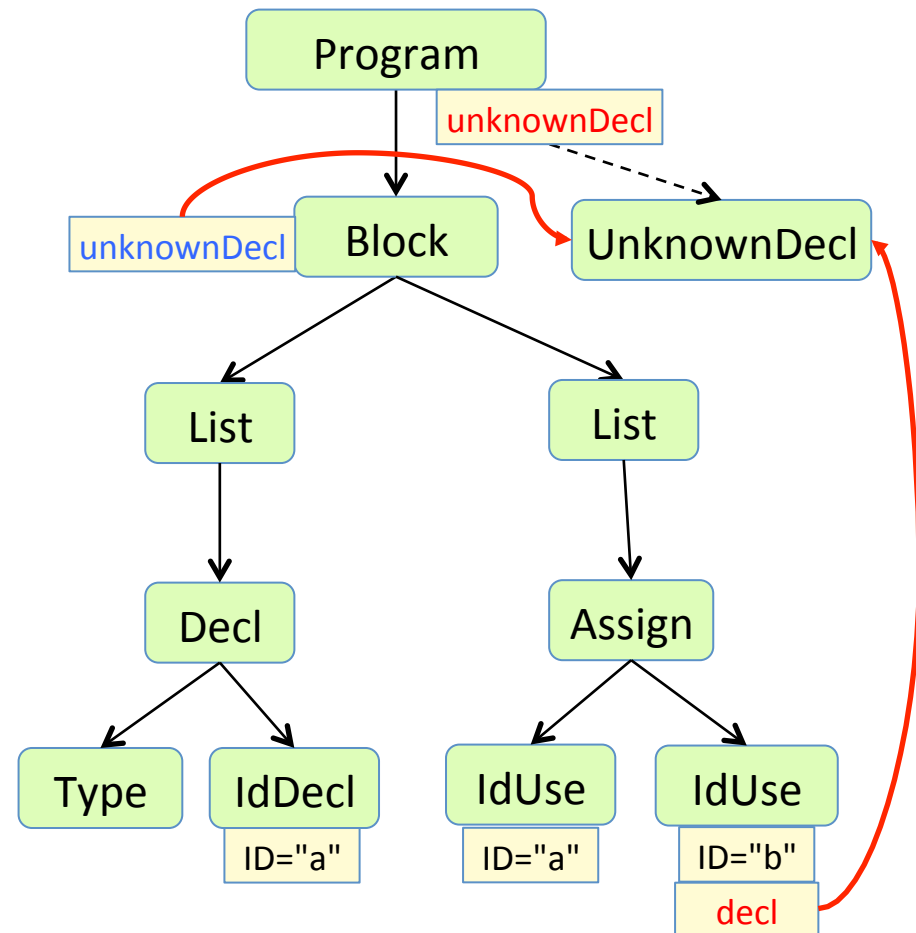 Program
unknownDecl
unknownDecl
Block
UnknownDecl
List
List
Decl
Assign
Type
IdDecl
IdUse
IdUse
ID="a"
ID="a"
ID="b"
decl